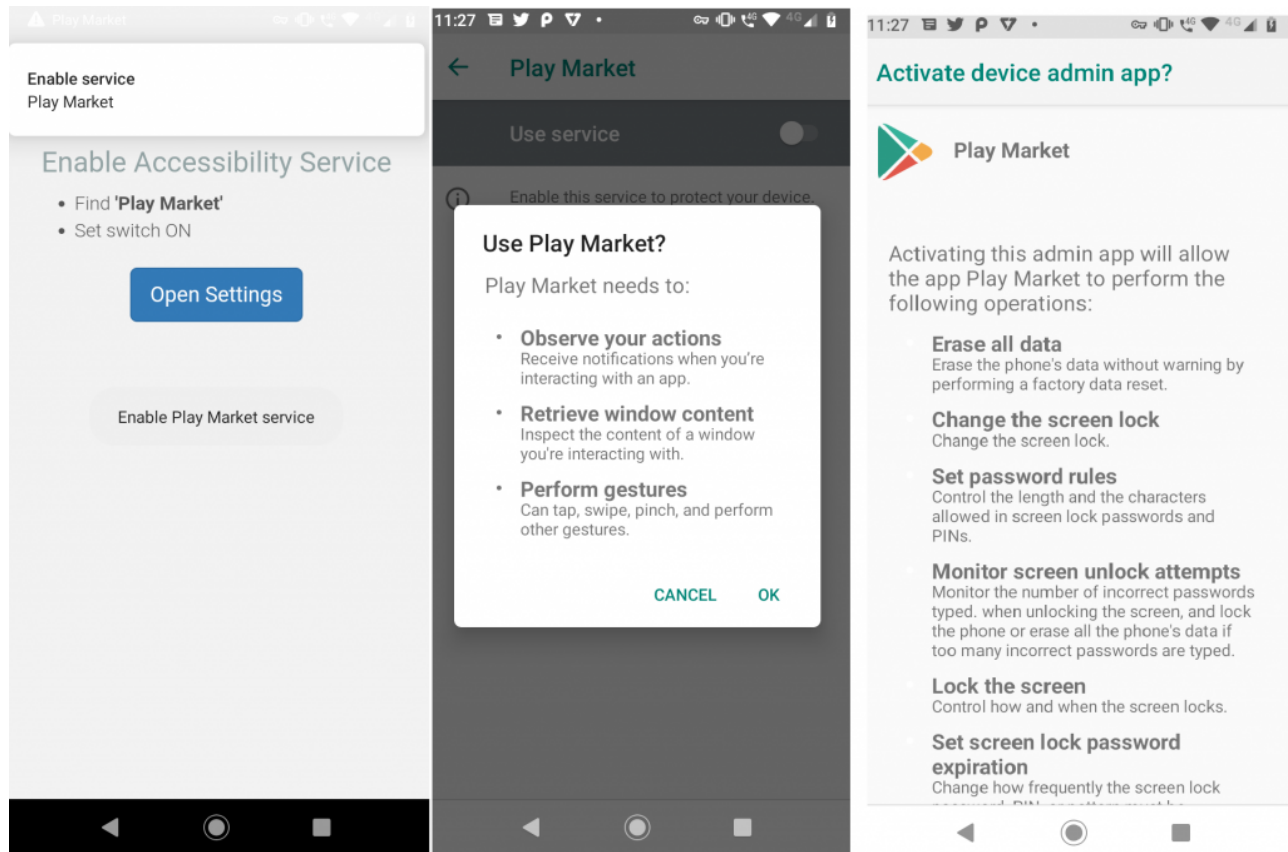 Play Market
Enable service
Play Market
Enable Accessibility Service
• Find 'Play Market'
• Set switch ON
Open Settings
Enable Play Market service
11:27
4G
4G
Play Market
Use service
Enable this service to protect your device.
Use Play Market?
Play Market needs to:
• Observe your actions
Receive notifications when you're
interacting with an app.
• Retrieve window content
Inspect the content of a window
you're interacting with.
• Perform gestures
Can tap, swipe, pinch, and perform
other gestures.
CANCEL OK
11:27
4G
4G
Activate device admin app?
Play Market
Activating this admin app will allow
the app Play Market to perform the
following operations:
Erase all data
Erase the phone's data without warning by
performing a factory data reset.
Change the screen lock
Change the screen lock.
Set password rules
Control the length and the characters
allowed in screen lock passwords and
PINs.
Monitor screen unlock attempts
Monitor the number of incorrect passwords
typed. when unlocking the screen, and lock
the phone or erase all the phone's data if
too many incorrect passwords are typed.
Lock the screen
Control how and when the screen locks.
Set screen lock password
expiration
Change how frequently the screen lock